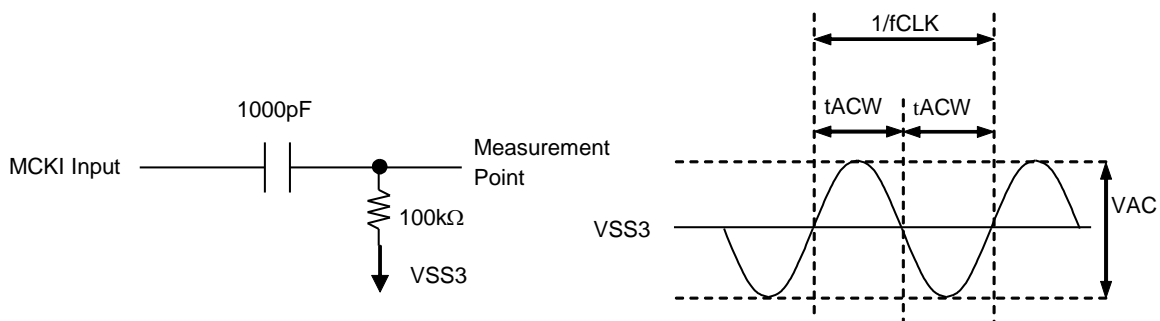 1000pF
MCKI Input
Measurement
Point
100kΩ
VSS3
1/fCLK
tACW tACW
VSS3
VAC